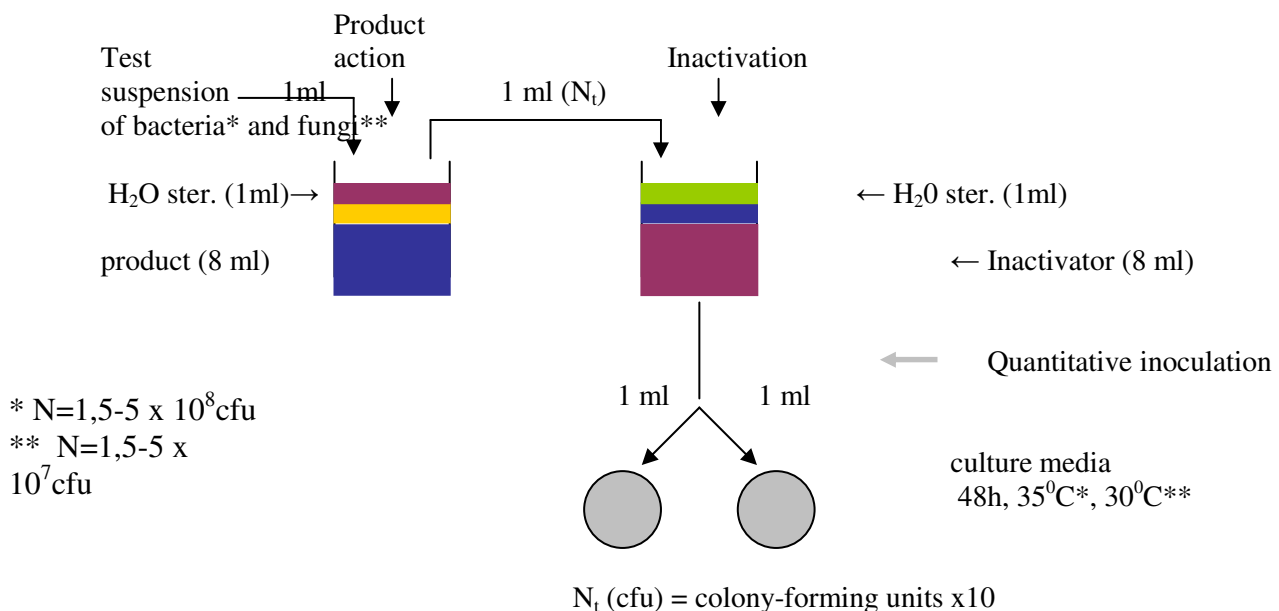 Product
action
Test
suspension
of bacteria* and fungi**
1ml
1 ml (Nₜ)
Inactivation
H₂O ster. (1ml)→
← H₂0 ster. (1ml)
product (8 ml)
← Inactivator (8 ml)
Quantitative inoculation
1 ml 1 ml
* N=1,5-5 x 10⁸cfu
** N=1,5-5 x
10⁷cfu
culture media
48h, 35⁰C*, 30⁰C**
Nₜ (cfu) = colony-forming units x10